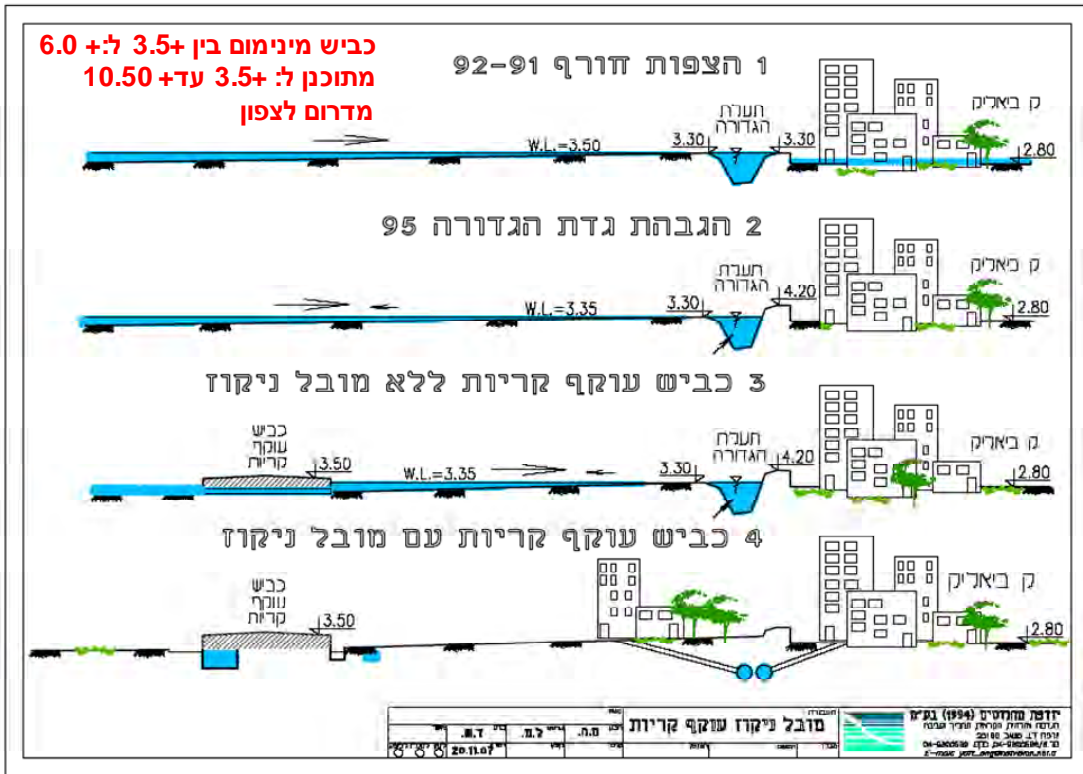 כביש מינימום בין +3.5 ל:+ 6.0
מתוכנן ל: +3.5 עד+ 10.50
מדרום לצפון
1 הצפות חורף 92-91
תעלת
הגדורה
ק ביאליק
W.L.=3.50
3.30
3.30
2.80
2 הגבהת גדת הגדורה 95
תעלת
הגדורה
ק ביאליק
W.L.=3.35
3.30
4.20
2.80
3 כביש עוקף קריות ללא מובל ניקוז
כביש
עוקף
קריות
תעלת
הגדורה
ק ביאליק
3.50
W.L.=3.35
3.30
4.20
2.80
4 כביש עוקף קריות עם מובל ניקוז
כביש
עוקף
קריות
ק ביאליק
3.50
2.80
מובל ניקוז עוקף קריות
מ.ח.
ל.מ.
ד.ש.
20.11.07
יודפת מהנדסים (1994) בע"מ